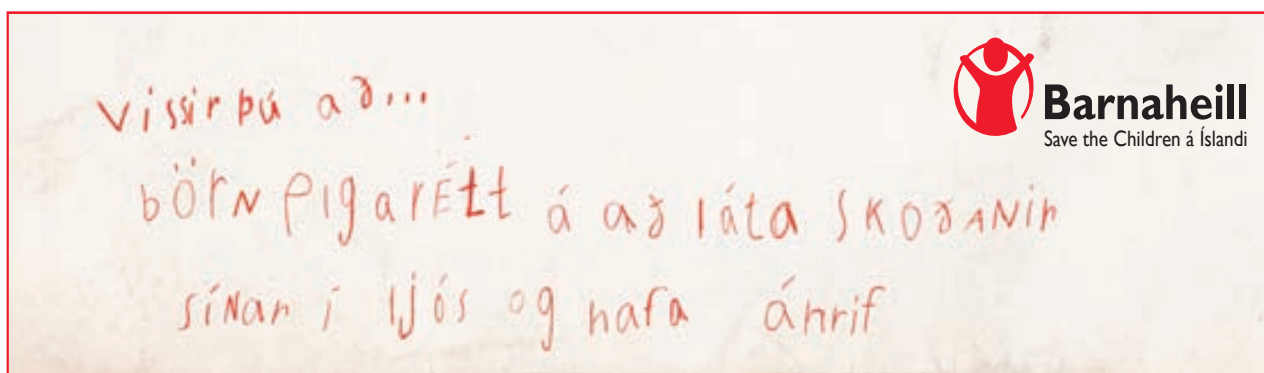 vissir þú að...
börn eiga rétt á að láta skoðanir
sínar í ljós og hafa áhrif
Barnaheill
Save the Children á Íslandi